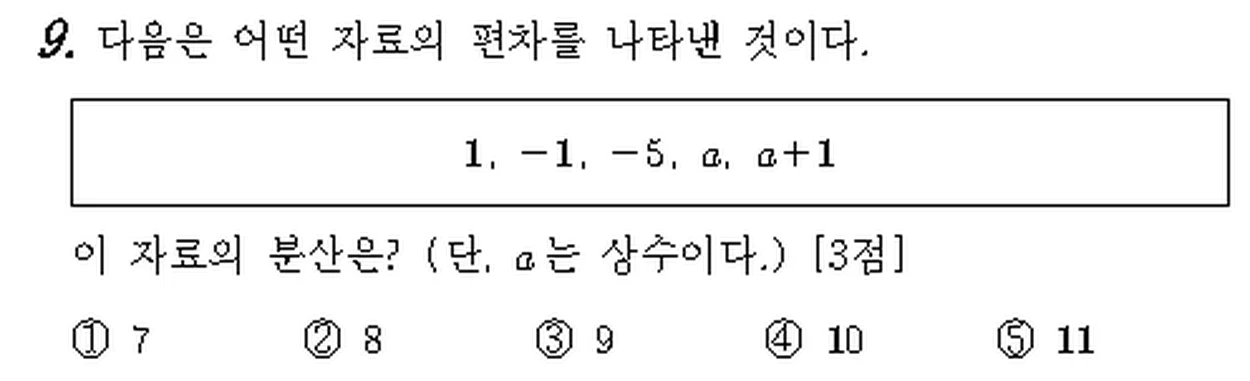 9. 다음은 어떤 자료의 편차를 나타낸 것이다.
1, -1, -5, a, a+1
이 자료의 분산은? (단, a는 상수이다.) [3점]
① 7 ② 8 ③ 9 ④ 10 ⑤ 11